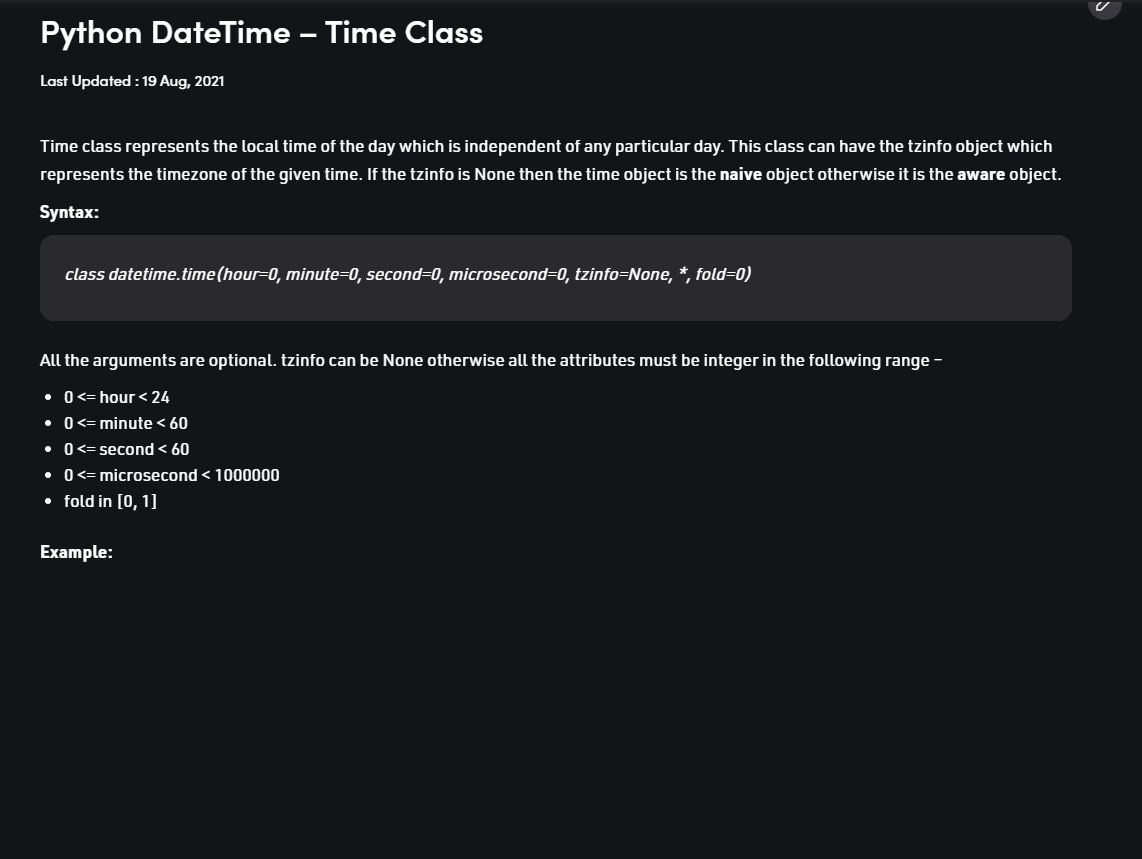 Python DateTime – Time Class
Last Updated : 19 Aug, 2021
Time class represents the local time of the day which is independent of any particular day. This class can have the tzinfo object which
represents the timezone of the given time. If the tzinfo is None then the time object is the naive object otherwise it is the aware object.
Syntax:
class datetime.time(hour=0, minute=0, second=0, microsecond=0, tzinfo=None, *, fold=0)
All the arguments are optional. tzinfo can be None otherwise all the attributes must be integer in the following range –
• 0 <= hour < 24
• 0 <= minute < 60
• 0 <= second < 60
• 0 <= microsecond < 1000000
• fold in [0, 1]
Example: